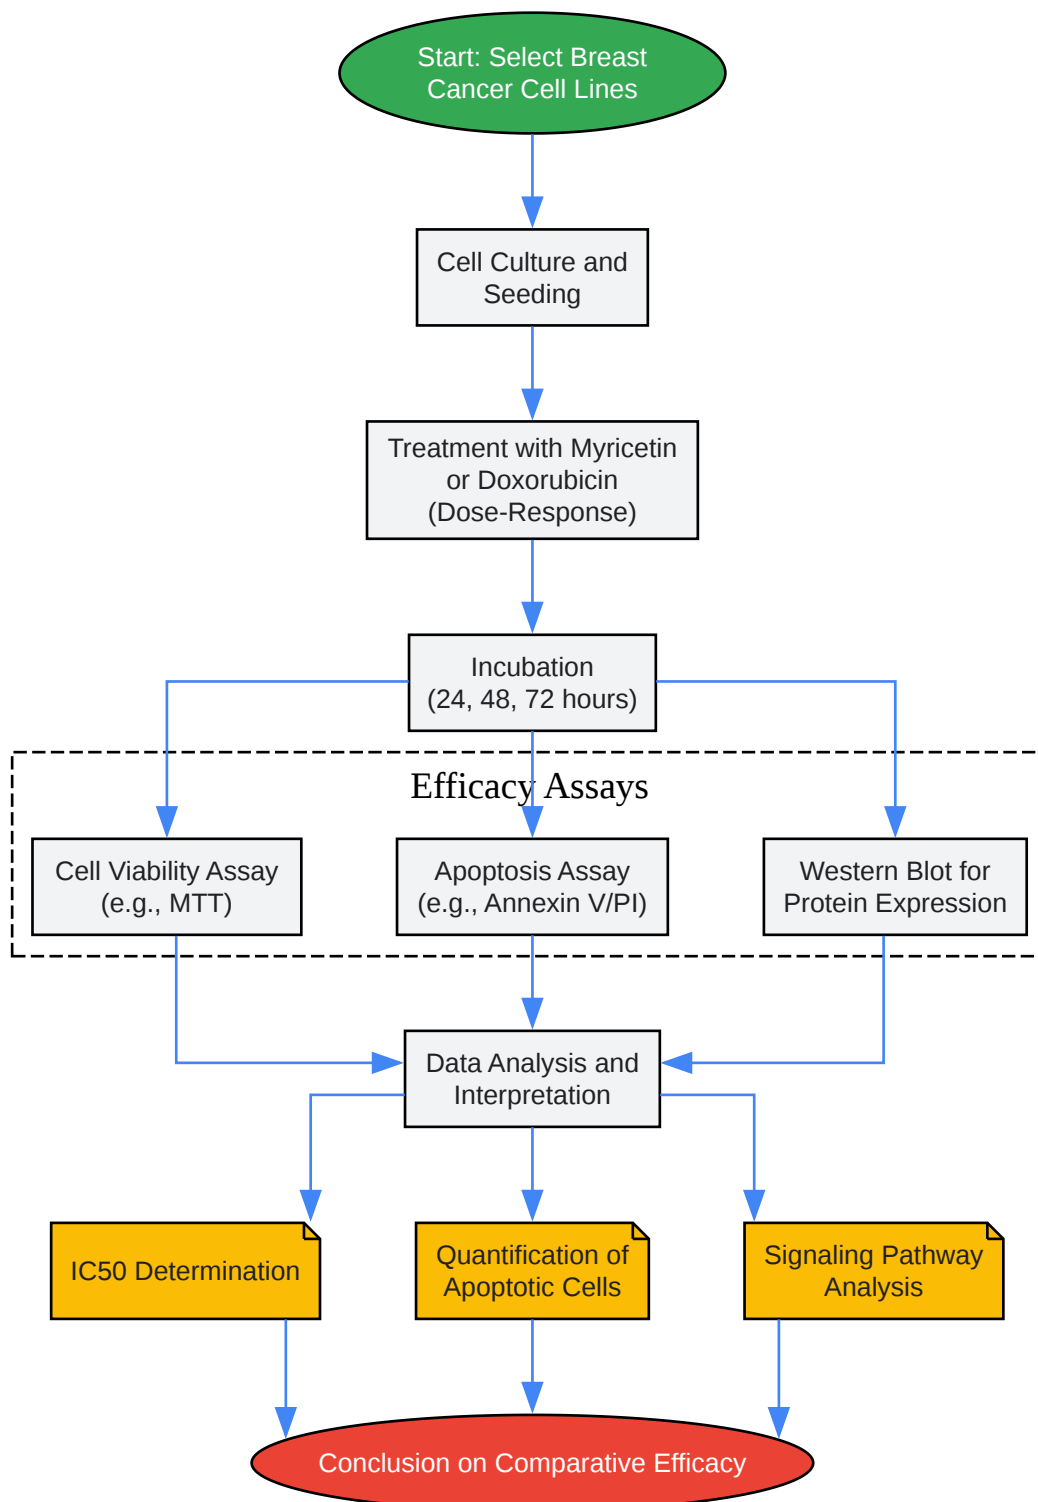 Start: Select Breast
Cancer Cell Lines
Cell Culture and
Seeding
Treatment with Myricetin
or Doxorubicin
(Dose-Response)
Incubation
(24, 48, 72 hours)
Efficacy Assays
Cell Viability Assay
(e.g., MTT)
Apoptosis Assay
(e.g., Annexin V/PI)
Western Blot for
Protein Expression
Data Analysis and
Interpretation
IC50 Determination
Quantification of
Apoptotic Cells
Signaling Pathway
Analysis
Conclusion on Comparative Efficacy